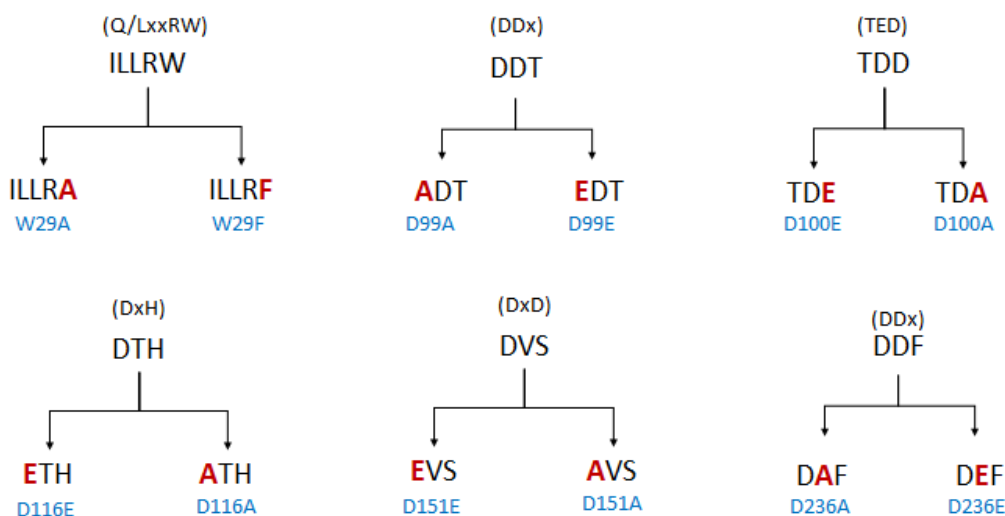 (Q/LxxRW)
ILLRW
ILLRA
W29A
ILLRF
W29F
(DDx)
DDT
ADT
D99A
EDT
D99E
(TED)
TDD
TDE
D100E
TDA
D100A
(DxH)
DTH
ETH
D116E
ATH
D116A
(DxD)
DVS
EVS
D151E
AVS
D151A
(DDx)
DDF
DAF
D236A
DEF
D236E